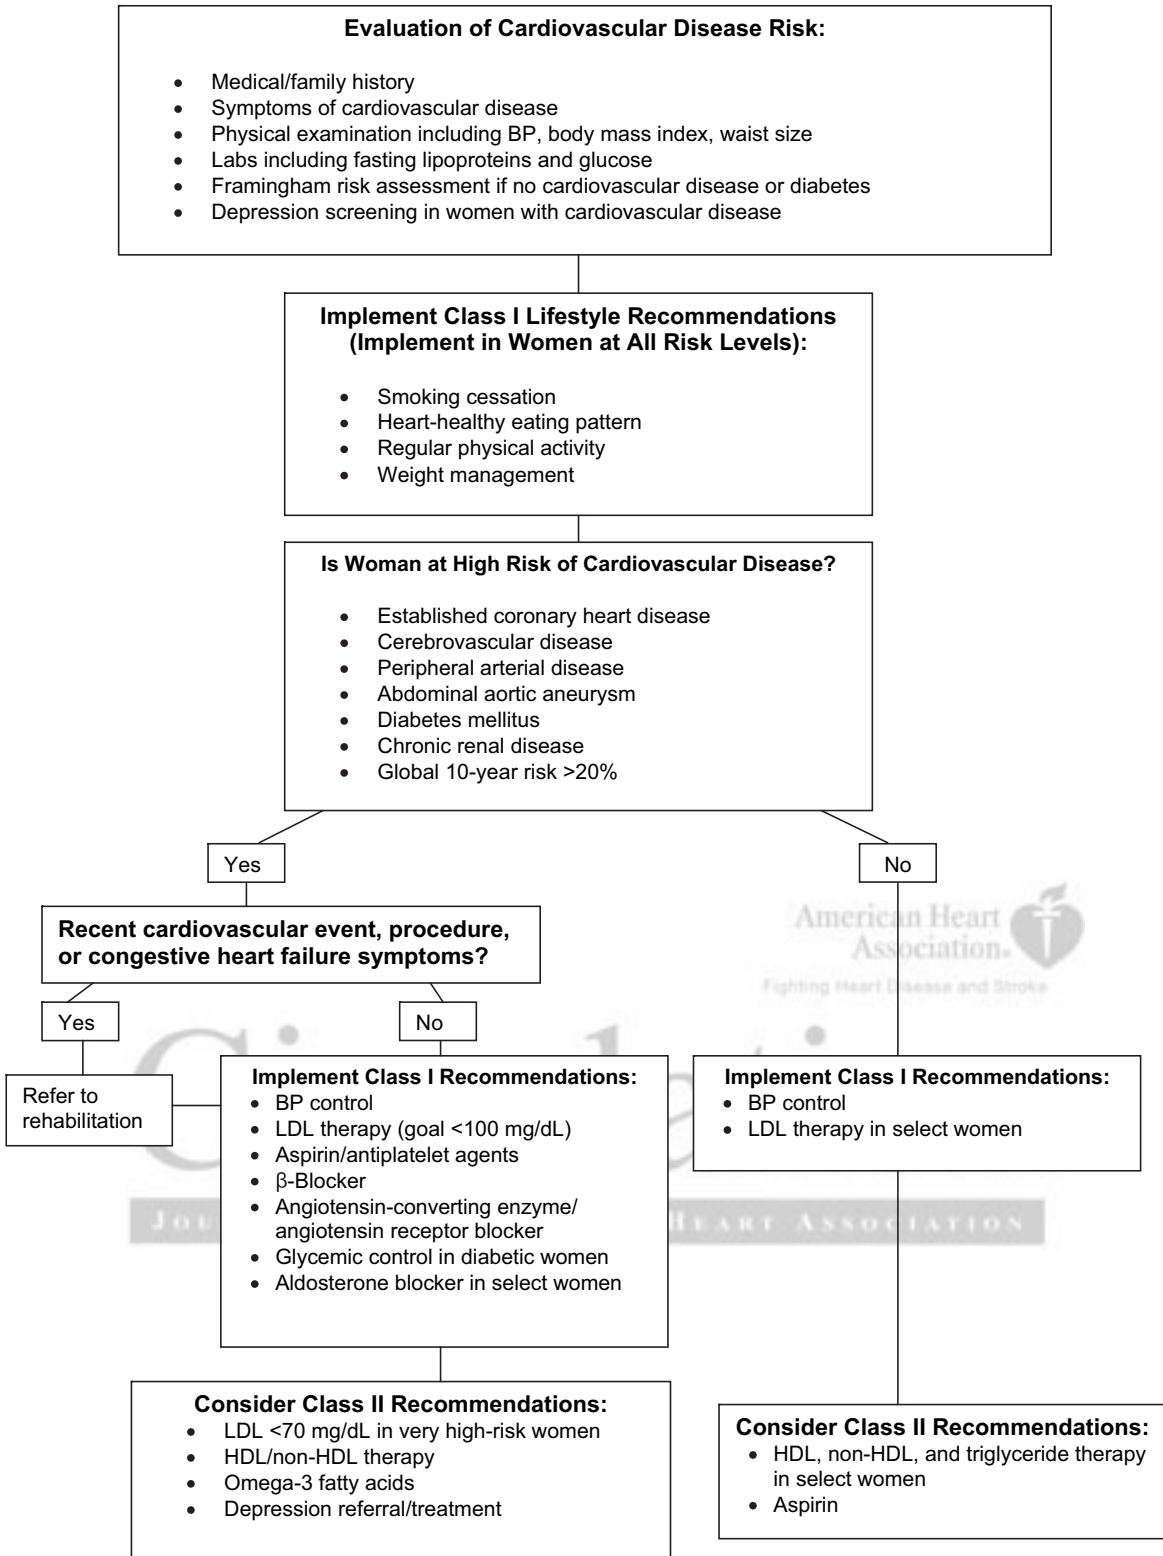 Evaluation of Cardiovascular Disease Risk:
• Medical/family history
• Symptoms of cardiovascular disease
• Physical examination including BP, body mass index, waist size
• Labs including fasting lipoproteins and glucose
• Framingham risk assessment if no cardiovascular disease or diabetes
• Depression screening in women with cardiovascular disease
Implement Class I Lifestyle Recommendations
(Implement in Women at All Risk Levels):
• Smoking cessation
• Heart-healthy eating pattern
• Regular physical activity
• Weight management
Is Woman at High Risk of Cardiovascular Disease?
• Established coronary heart disease
• Cerebrovascular disease
• Peripheral arterial disease
• Abdominal aortic aneurysm
• Diabetes mellitus
• Chronic renal disease
• Global 10-year risk >20%
Yes
No
Recent cardiovascular event, procedure,
or congestive heart failure symptoms?
American Heart
Association®
Fighting Heart Disease and Stroke
Yes
No
Refer to
rehabilitation
Implement Class I Recommendations:
• BP control
• LDL therapy (goal <100 mg/dL)
• Aspirin/antiplatelet agents
• β-Blocker
• Angiotensin-converting enzyme/
angiotensin receptor blocker
• Glycemic control in diabetic women
• Aldosterone blocker in select women
Implement Class I Recommendations:
• BP control
• LDL therapy in select women
HEART ASSOCIATION
Consider Class II Recommendations:
• LDL <70 mg/dL in very high-risk women
• HDL/non-HDL therapy
• Omega-3 fatty acids
• Depression referral/treatment
Consider Class II Recommendations:
• HDL, non-HDL, and triglyceride therapy
in select women
• Aspirin